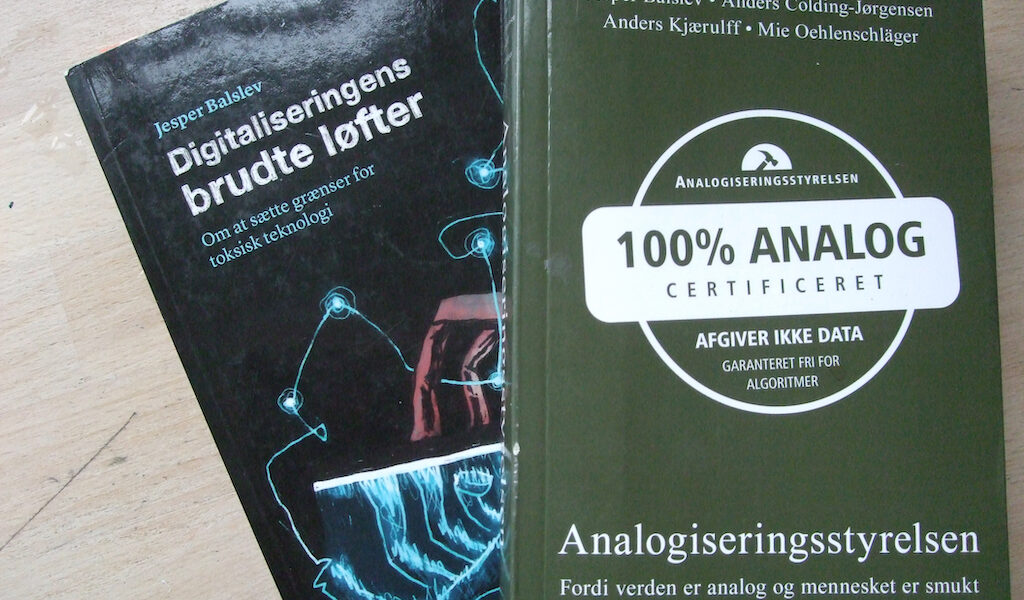 Jesper Balslev
Digitaliseringens
brudte løfter
Om at sætte grænser for
toksisk teknologi
Balslev • Anders Colding-Jørgensen
Anders Kjærulff • Mie Oehlenschläger
ANALOGISERINGSSTYRELSEN
100% ANALOG
CERTIFICERET
AFGIVER IKKE DATA
GARANTERET FRI FOR
ALGORITMER
Analogiseringsstyrelsen
Fordi verden er analog og mennesket er smukt